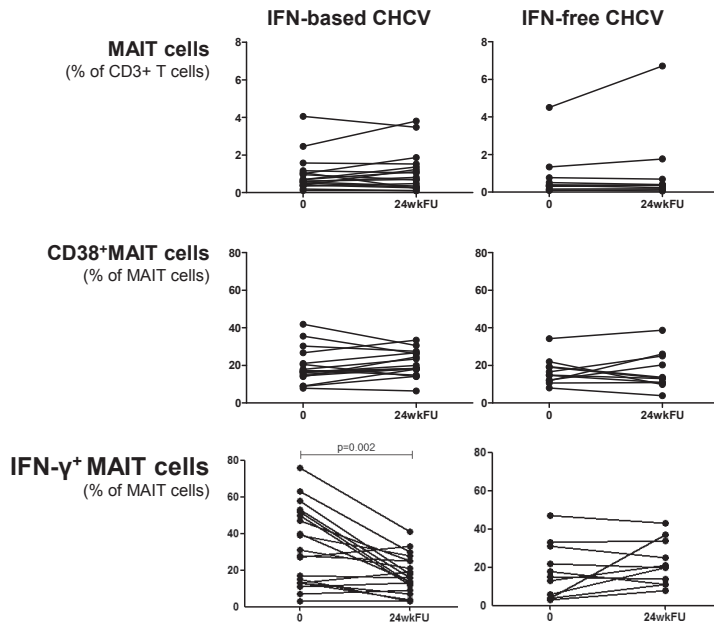 IFN-based CHCV
IFN-free CHCV
MAIT cells
(% of CD3+ T cells)
8
6
4
2
0
0
24wkFU
8
6
4
2
0
0
24wkFU
CD38⁺MAIT cells
(% of MAIT cells)
80
60
40
20
0
0
24wkFU
80
60
40
20
0
0
24wkFU
IFN-γ⁺ MAIT cells
(% of MAIT cells)
p=0.002
80
60
40
20
0
0
24wkFU
80
60
40
20
0
0
24wkFU